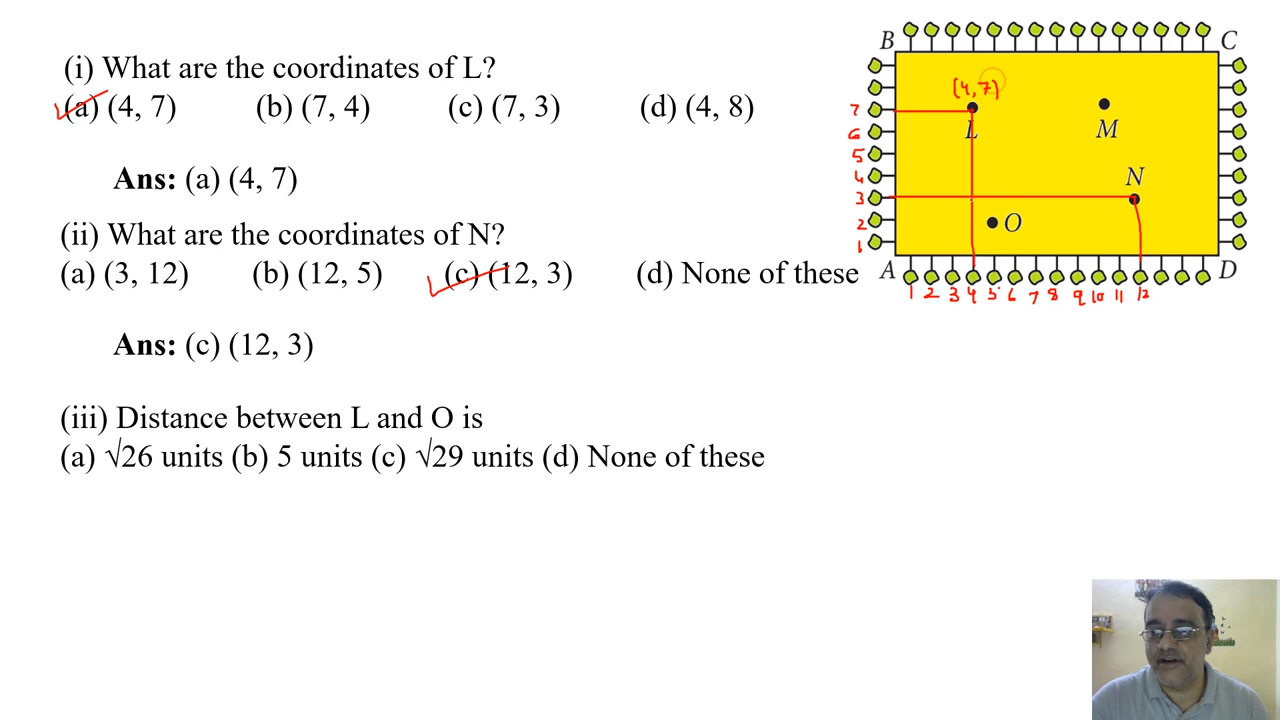 (i) What are the coordinates of L?
(a) (4, 7) (b) (7, 4) (c) (7, 3) (d) (4, 8)
Ans: (a) (4, 7)
(ii) What are the coordinates of N?
(a) (3, 12) (b) (12, 5) (c) (12, 3) (d) None of these
Ans: (c) (12, 3)
(iii) Distance between L and O is
(a) √26 units (b) 5 units (c) √29 units (d) None of these
B C
(4,7)
7 L M
6
5
4 N
3
2 O
1
A D
1 2 3 4 5 6 7 8 9 10 11 12